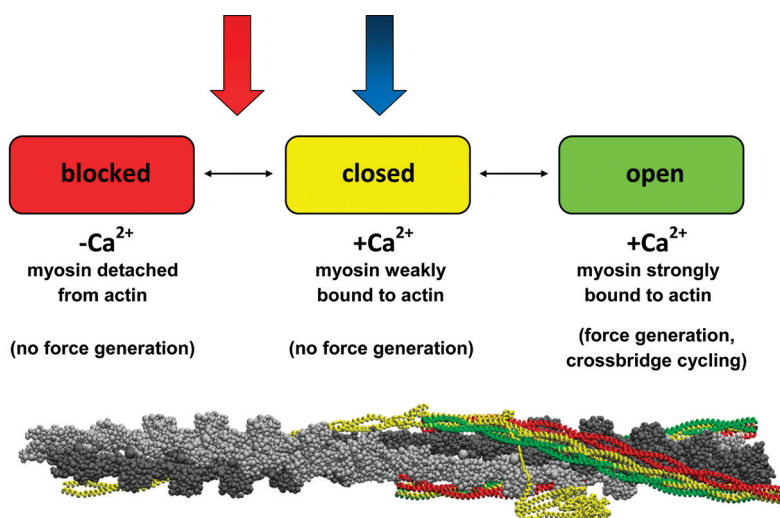 blocked
closed
open
-Ca²⁺
+Ca²⁺
+Ca²⁺
myosin detached
from actin
myosin weakly
bound to actin
myosin strongly
bound to actin
(no force generation)
(no force generation)
(force generation,
crossbridge cycling)